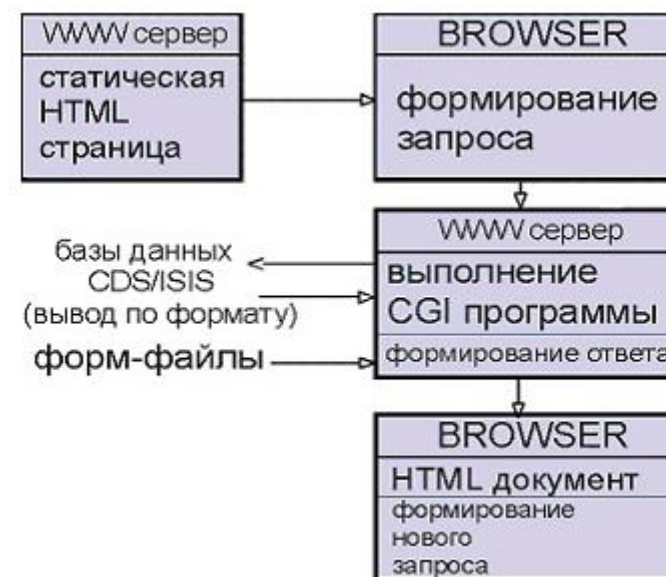 WWW сервер
статическая
HTML
страница
BROWSER
формирование
запроса
базы данных
CDS/ISIS
(вывод по формату)
форм-файлы
WWW сервер
выполнение
CGI программы
формирование ответа
BROWSER
HTML документ
формирование
нового
запроса